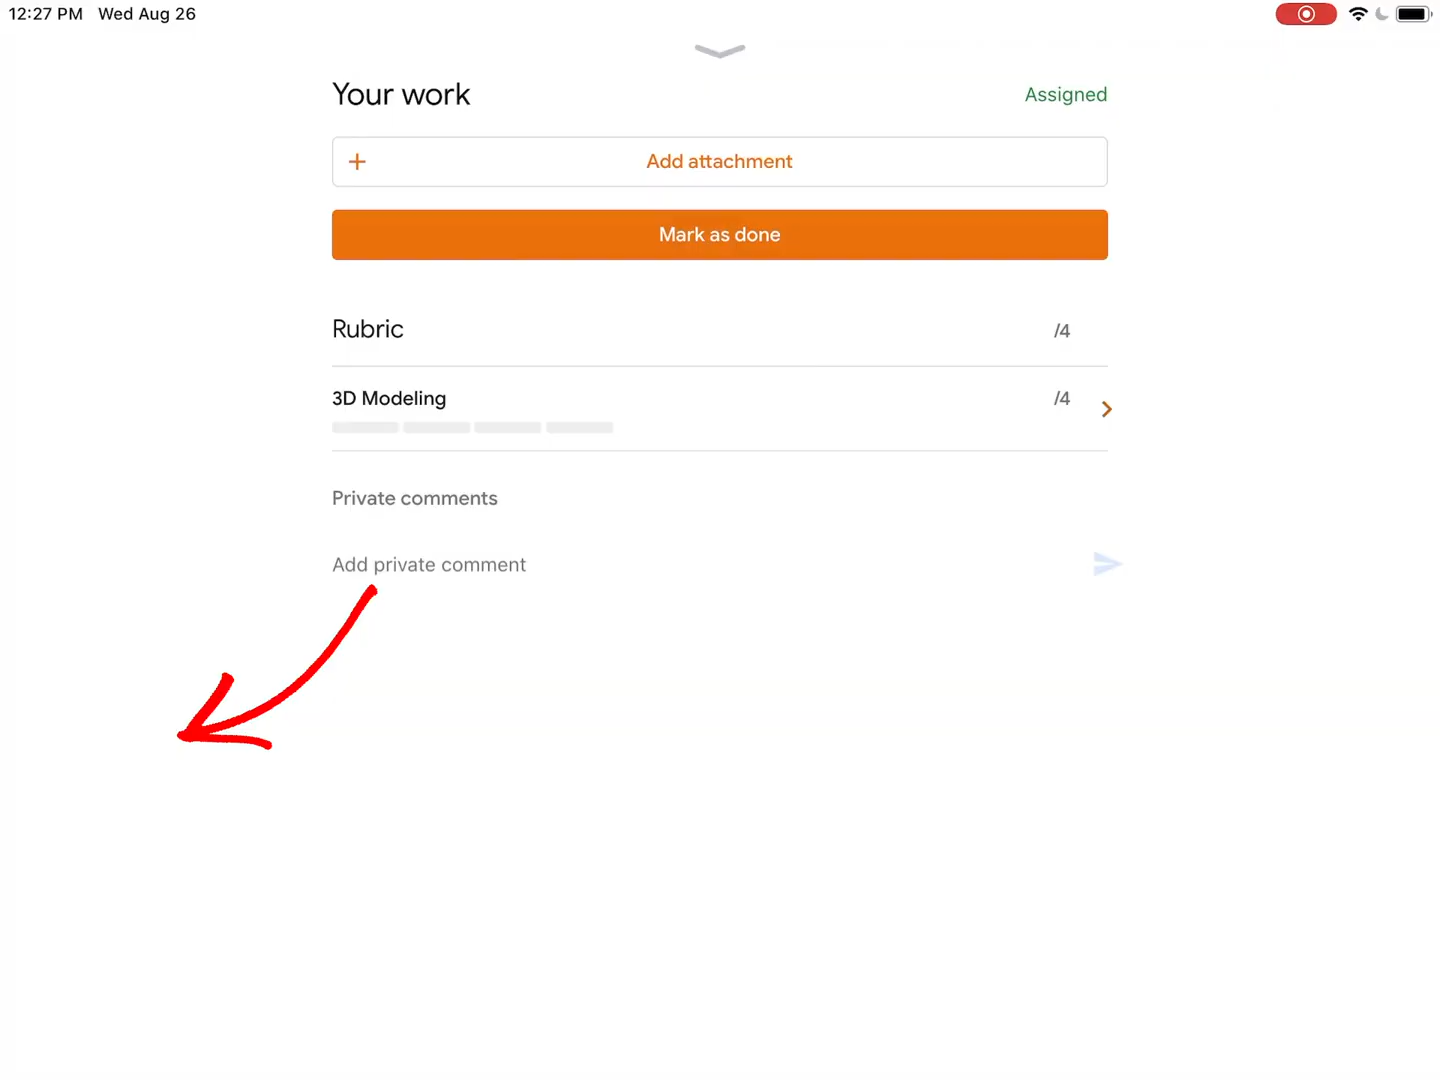 12:27 PM Wed Aug 26
Your work
Assigned
Add attachment
Mark as done
Rubric
/4
3D Modeling
/4
Private comments
Add private comment